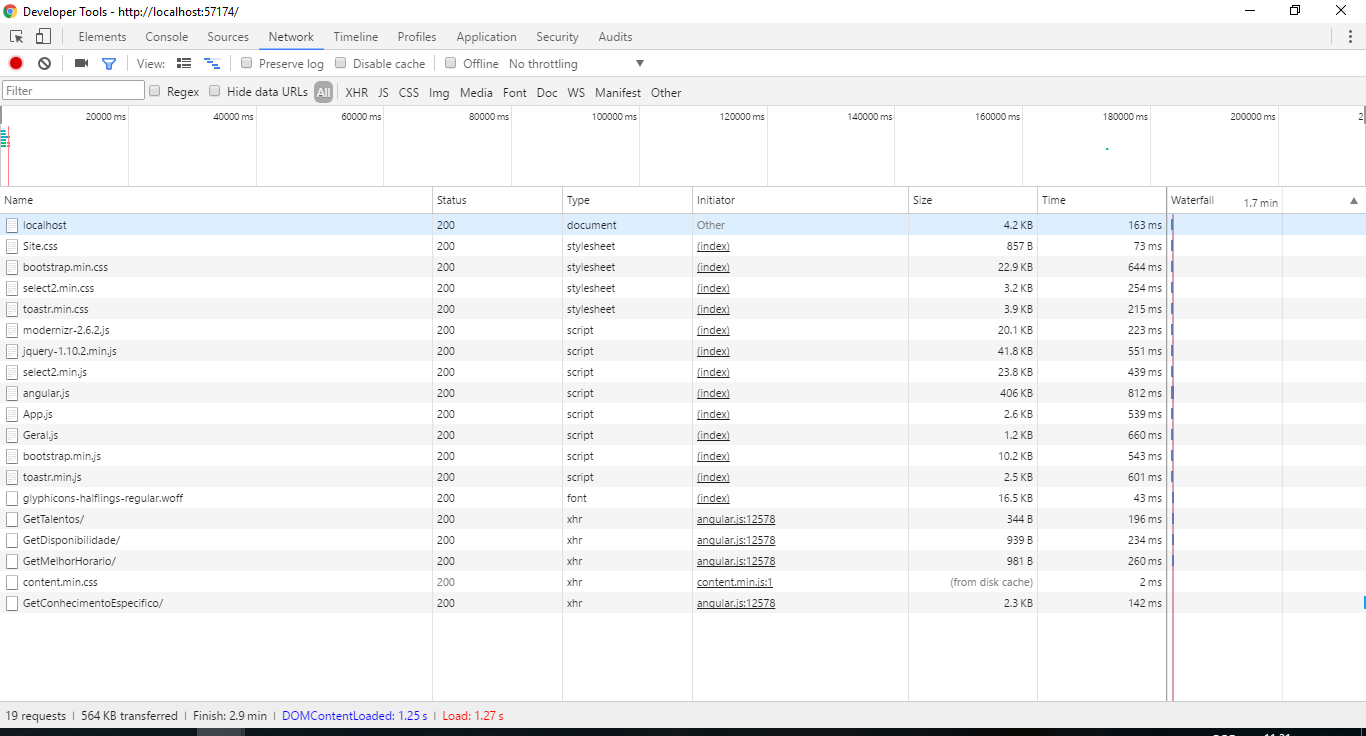 Developer Tools - http://localhost:57174/
Elements Console Sources Network Timeline Profiles Application Security Audits
View: Preserve log Disable cache Offline No throttling
Filter Regex Hide data URLs All XHR JS CSS Img Media Font Doc WS Manifest Other
20000 ms 40000 ms 60000 ms 80000 ms 100000 ms 120000 ms 140000 ms 160000 ms 180000 ms 200000 ms 2
Name Status Type Initiator Size Time Waterfall 1.7 min
localhost 200 document Other 4.2 KB 163 ms
Site.css 200 stylesheet (index) 857 B 73 ms
bootstrap.min.css 200 stylesheet (index) 22.9 KB 644 ms
select2.min.css 200 stylesheet (index) 3.2 KB 254 ms
toastr.min.css 200 stylesheet (index) 3.9 KB 215 ms
modernizr-2.6.2.js 200 script (index) 20.1 KB 223 ms
jquery-1.10.2.min.js 200 script (index) 41.8 KB 551 ms
select2.min.js 200 script (index) 23.8 KB 439 ms
angular.js 200 script (index) 406 KB 812 ms
App.js 200 script (index) 2.6 KB 539 ms
Geral.js 200 script (index) 1.2 KB 660 ms
bootstrap.min.js 200 script (index) 10.2 KB 543 ms
toastr.min.js 200 script (index) 2.5 KB 601 ms
glyphicons-halflings-regular.woff 200 font (index) 16.5 KB 43 ms
GetTalentos/ 200 xhr angular.js:12578 344 B 196 ms
GetDisponibilidade/ 200 xhr angular.js:12578 939 B 234 ms
GetMelhorHorario/ 200 xhr angular.js:12578 981 B 260 ms
content.min.css 200 xhr content.min.js:1 (from disk cache) 2 ms
GetConhecimentoEspecifico/ 200 xhr angular.js:12578 2.3 KB 142 ms
19 requests | 564 KB transferred | Finish: 2.9 min | DOMContentLoaded: 1.25 s | Load: 1.27 s